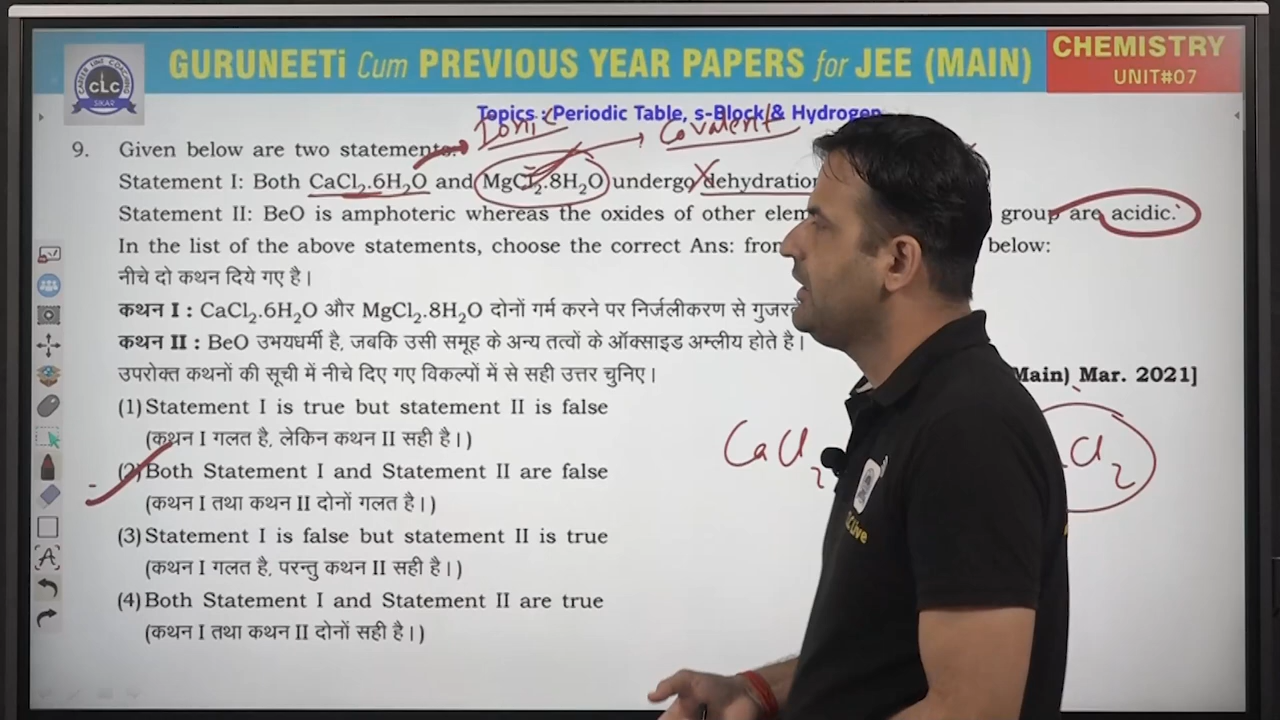 GURUNEETi Cum PREVIOUS YEAR PAPERS for JEE (MAIN)
CHEMISTRY
UNIT#07
CLC
SIKAR
Topics : Periodic Table, s-Block & Hydrogen
Ionic
Covalent
9. Given below are two statements.
Statement I: Both CaCl₂.6H₂O and MgCl₂.8H₂O undergo dehydration
Statement II: BeO is amphoteric whereas the oxides of other elem group are acidic.
In the list of the above statements, choose the correct Ans: from below:
नीचे दो कथन दिये गए है।
कथन I : CaCl₂.6H₂O और MgCl₂.8H₂O दोनों गर्म करने पर निर्जलीकरण से
कथन II : BeO उभयधर्मी है, जबकि उसी समूह के अन्य तत्वों के ऑक्साइड अम्लीय होते है।
उपरोक्त कथनों की सूची में नीचे दिए गए विकल्पों में से सही उत्तर चुनिए।
Main) Mar. 2021]
(1) Statement I is true but statement II is false
(कथन I गलत है, लेकिन कथन II सही है।)
(2) Both Statement I and Statement II are false
(कथन I तथा कथन II दोनों गलत है।)
(3) Statement I is false but statement II is true
(कथन I गलत है, परन्तु कथन II सही है।)
(4) Both Statement I and Statement II are true
(कथन I तथा कथन II दोनों सही है।)
CaCl₂
Cl₂